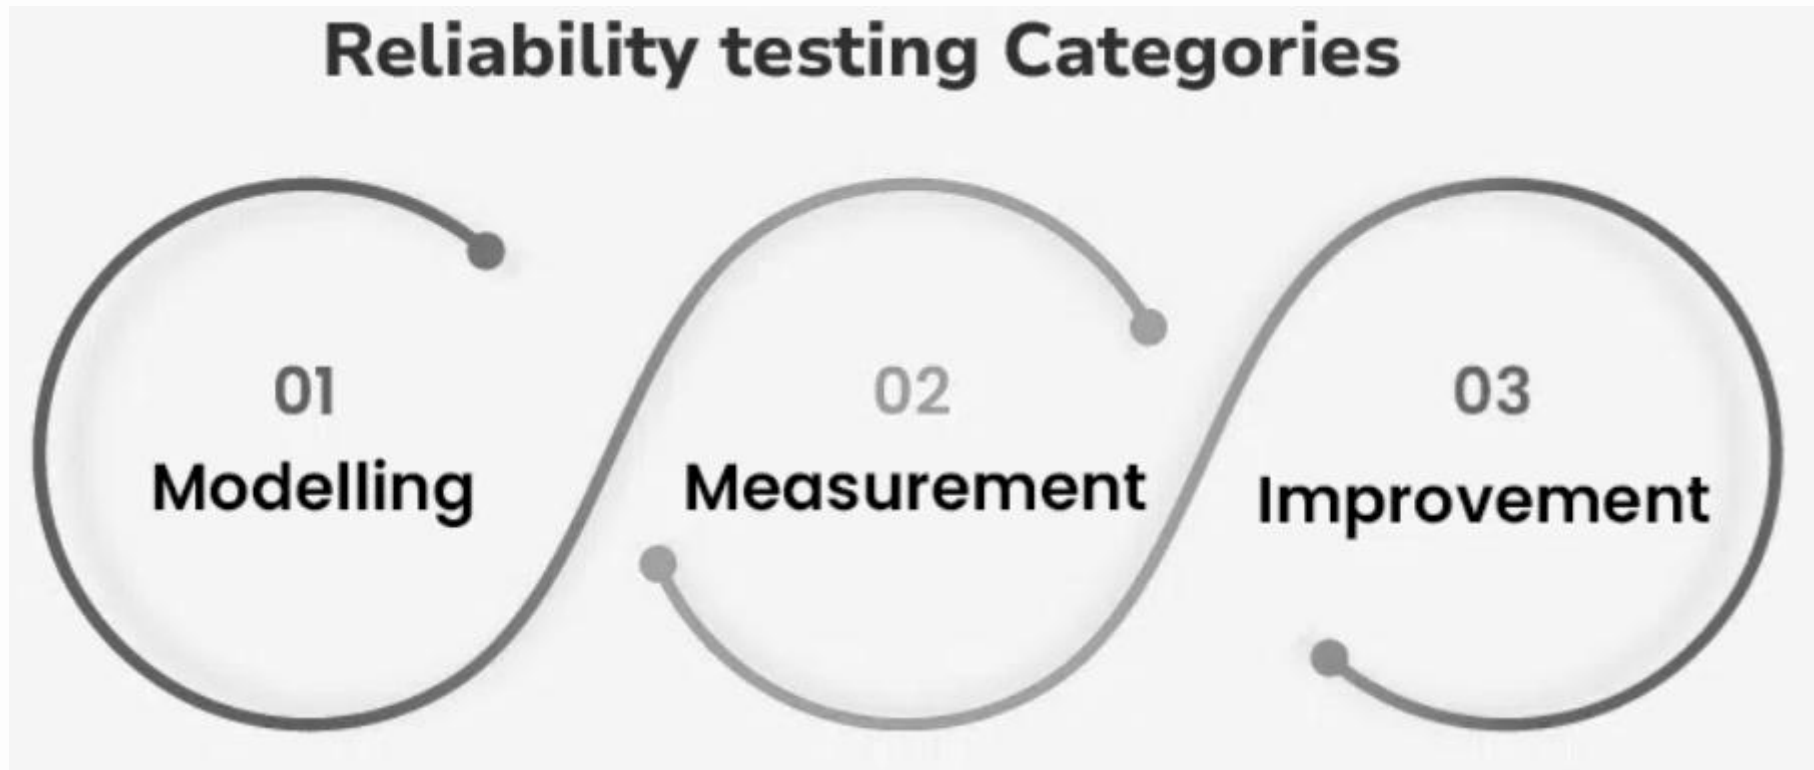 Reliability testing Categories
01
Modelling
02
Measurement
03
Improvement